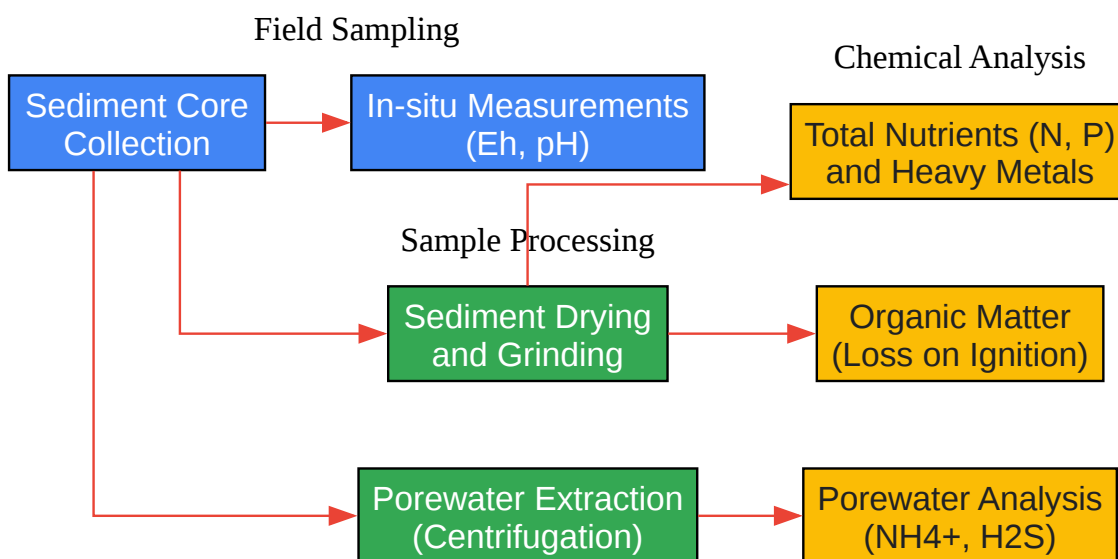 Field Sampling
Chemical Analysis
Sediment Core
Collection
In-situ Measurements
(Eh, pH)
Total Nutrients (N, P)
and Heavy Metals
Sample Processing
Sediment Drying
and Grinding
Organic Matter
(Loss on Ignition)
Porewater Extraction
(Centrifugation)
Porewater Analysis
(NH4+, H2S)